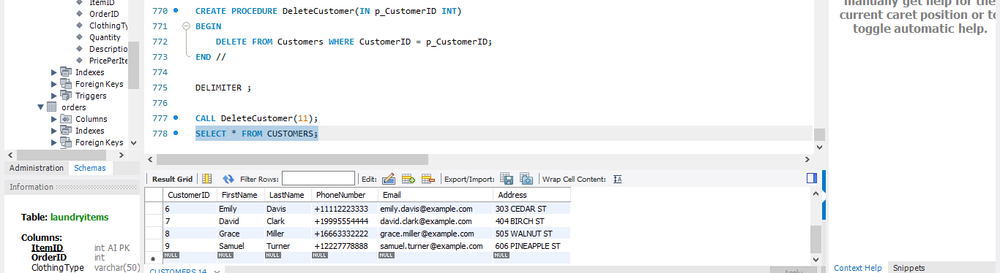 ItemID
OrderID
ClothingTy
Quantity
Descriptio
PricePerIte
Indexes
Foreign Keys
Triggers
orders
Columns
Indexes
Foreign Keys
Administration Schemas
Information
Table: laundryitems
Columns:
ItemID int AI PK
OrderID int
ClothingType varchar(50)
770 CREATE PROCEDURE DeleteCustomer(IN p_CustomerID INT)
771 BEGIN
772 DELETE FROM Customers WHERE CustomerID = p_CustomerID;
773 END //
774
775 DELIMITER ;
776
777 CALL DeleteCustomer(11);
778 SELECT * FROM CUSTOMERS;
Result Grid Filter Rows: Edit: Export/Import: Wrap Cell Content: IA
CustomerID FirstName LastName PhoneNumber Email Address
6 Emily Davis +11112223333 emily.davis@example.com 303 CEDAR ST
7 David Clark +19995554444 david.clark@example.com 404 BIRCH ST
8 Grace Miller +16663332222 grace.miller@example.com 505 WALNUT ST
9 Samuel Turner +12227778888 samuel.turner@example.com 606 PINEAPPLE ST
NULL NULL NULL NULL NULL NULL
CUSTOMERS 14 Apply
manually get help for the
current caret position or to
toggle automatic help.
Context Help Snippets